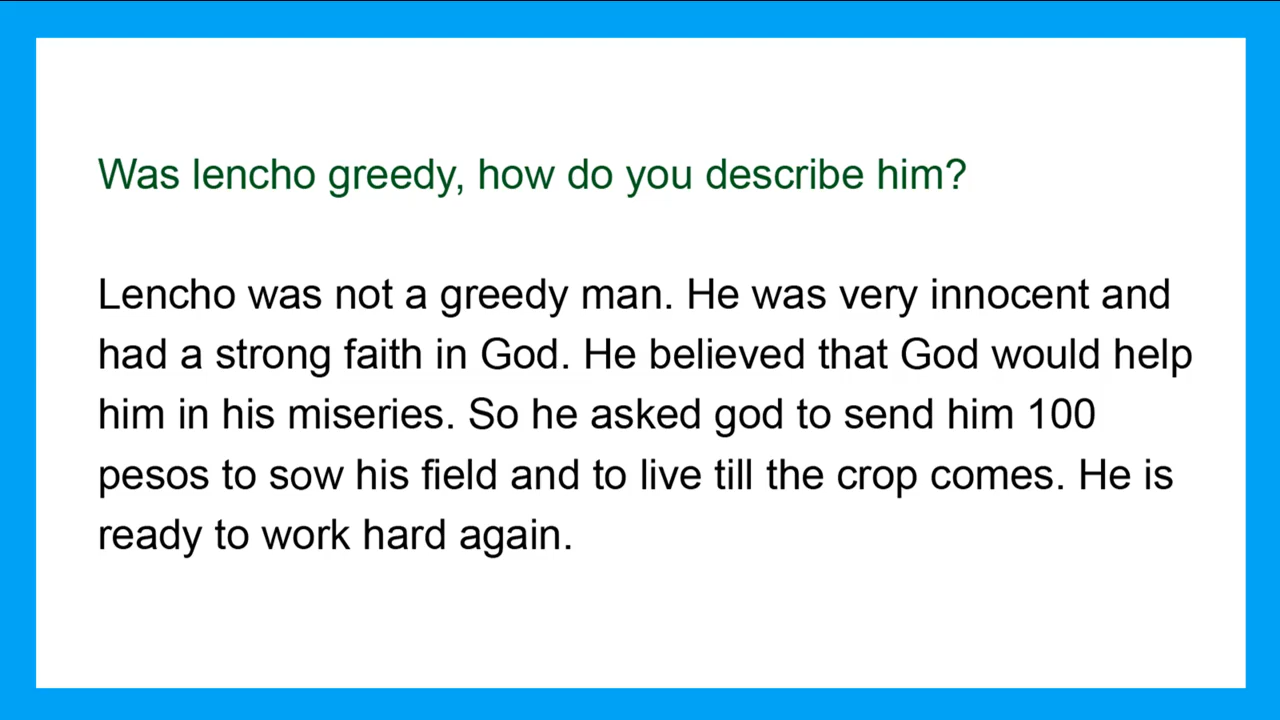 Was lencho greedy, how do you describe him?
Lencho was not a greedy man. He was very innocent and
had a strong faith in God. He believed that God would help
him in his miseries. So he asked god to send him 100
pesos to sow his field and to live till the crop comes. He is
ready to work hard again.